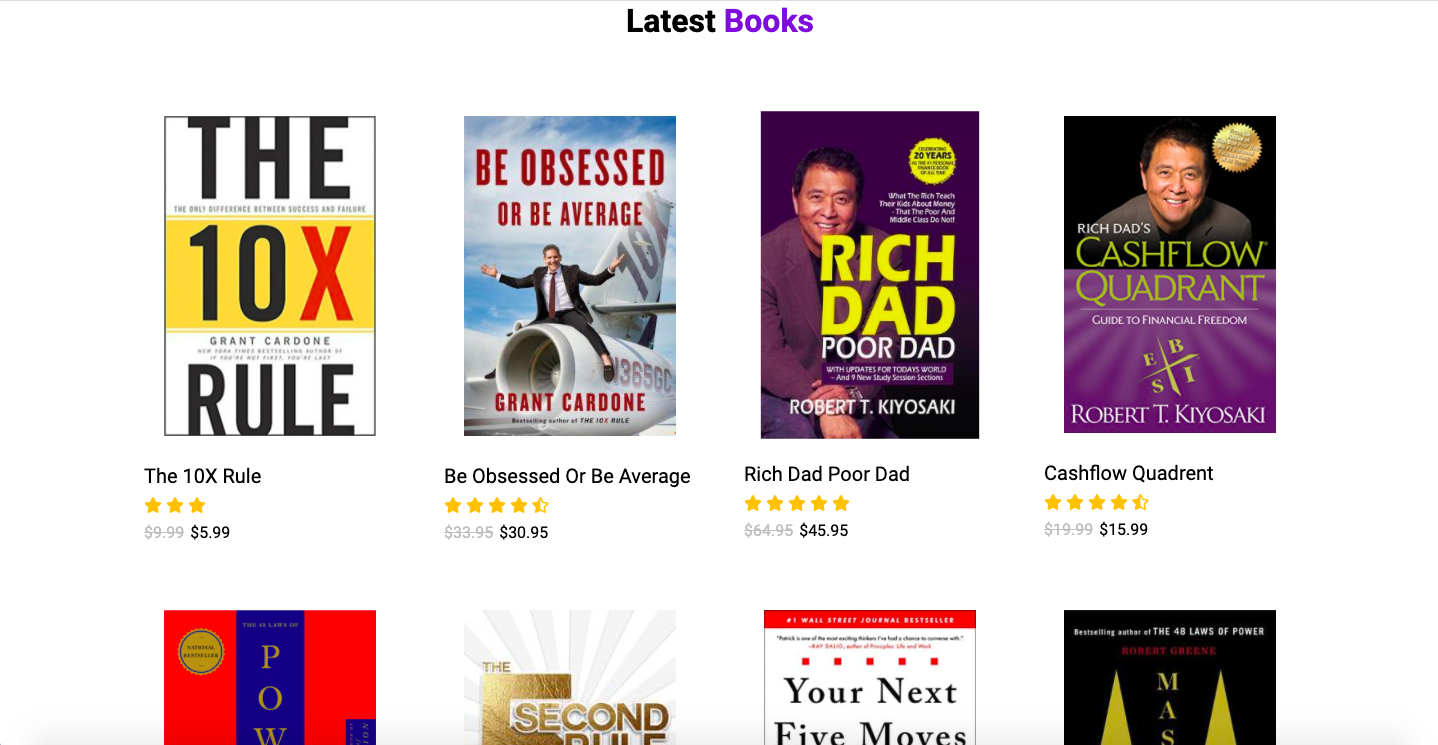 Latest Books
THE
THE ONLY DIFFERENCE BETWEEN SUCCESS AND FAILURE
10X
GRANT CARDONE
NEW YORK TIMES BESTSELLING AUTHOR OF
IF YOU'RE NOT FIRST, YOU'RE LAST
RULE
BE OBSESSED
OR BE AVERAGE
10X
1365GC
GRANT CARDONE
Bestselling author of THE 10X RULE
CELEBRATING
20 YEARS
AS THE #1 PERSONAL
FINANCE BOOK
OF ALL TIME
What The Rich Teach
Their Kids About Money
- That The Poor And
Middle Class Do Not!
RICH
DAD
POOR DAD
WITH UPDATES FOR TODAYS WORLD
- And 9 New Study Session Sections
ROBERT T. KIYOSAKI
RICH DAD'S
CASHFLOW®
QUADRANT
GUIDE TO FINANCIAL FREEDOM
E B
S I
ROBERT T. KIYOSAKI
The 10X Rule
$9.99 $5.99
Be Obsessed Or Be Average
$33.95 $30.95
Rich Dad Poor Dad
$64.95 $45.95
Cashflow Quadrent
$19.99 $15.99
NATIONAL
BESTSELLER
THE 48 LAWS OF
P
O
W
THE
5
SECOND
RULE
#1 WALL STREET JOURNAL BESTSELLER
"Patrick is one of the most exciting thinkers I've had a chance to converse with."
—RAY DALIO, author of Principles: Life and Work
Your Next
Five Moves
Bestselling author of THE 48 LAWS OF POWER
ROBERT GREENE
M
A
S